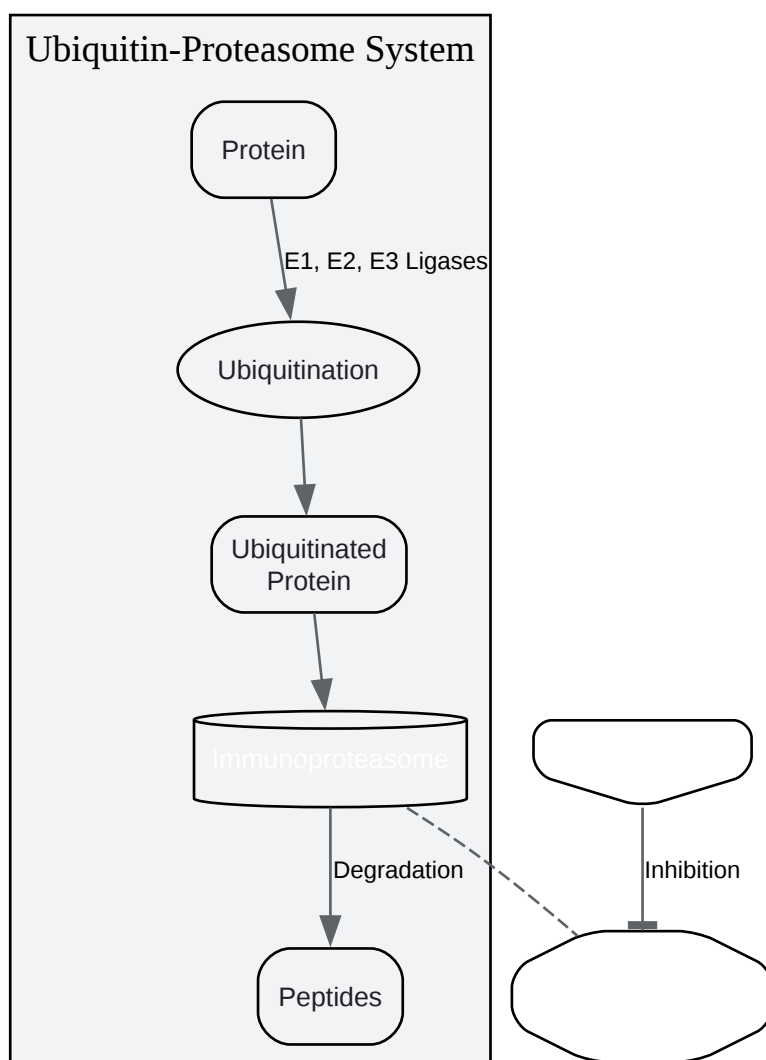 Ubiquitin-Proteasome System
Protein
E1, E2, E3 Ligases
Ubiquitination
Ubiquitinated
Protein
Immunoproteasome
Degradation
Inhibition
Peptides